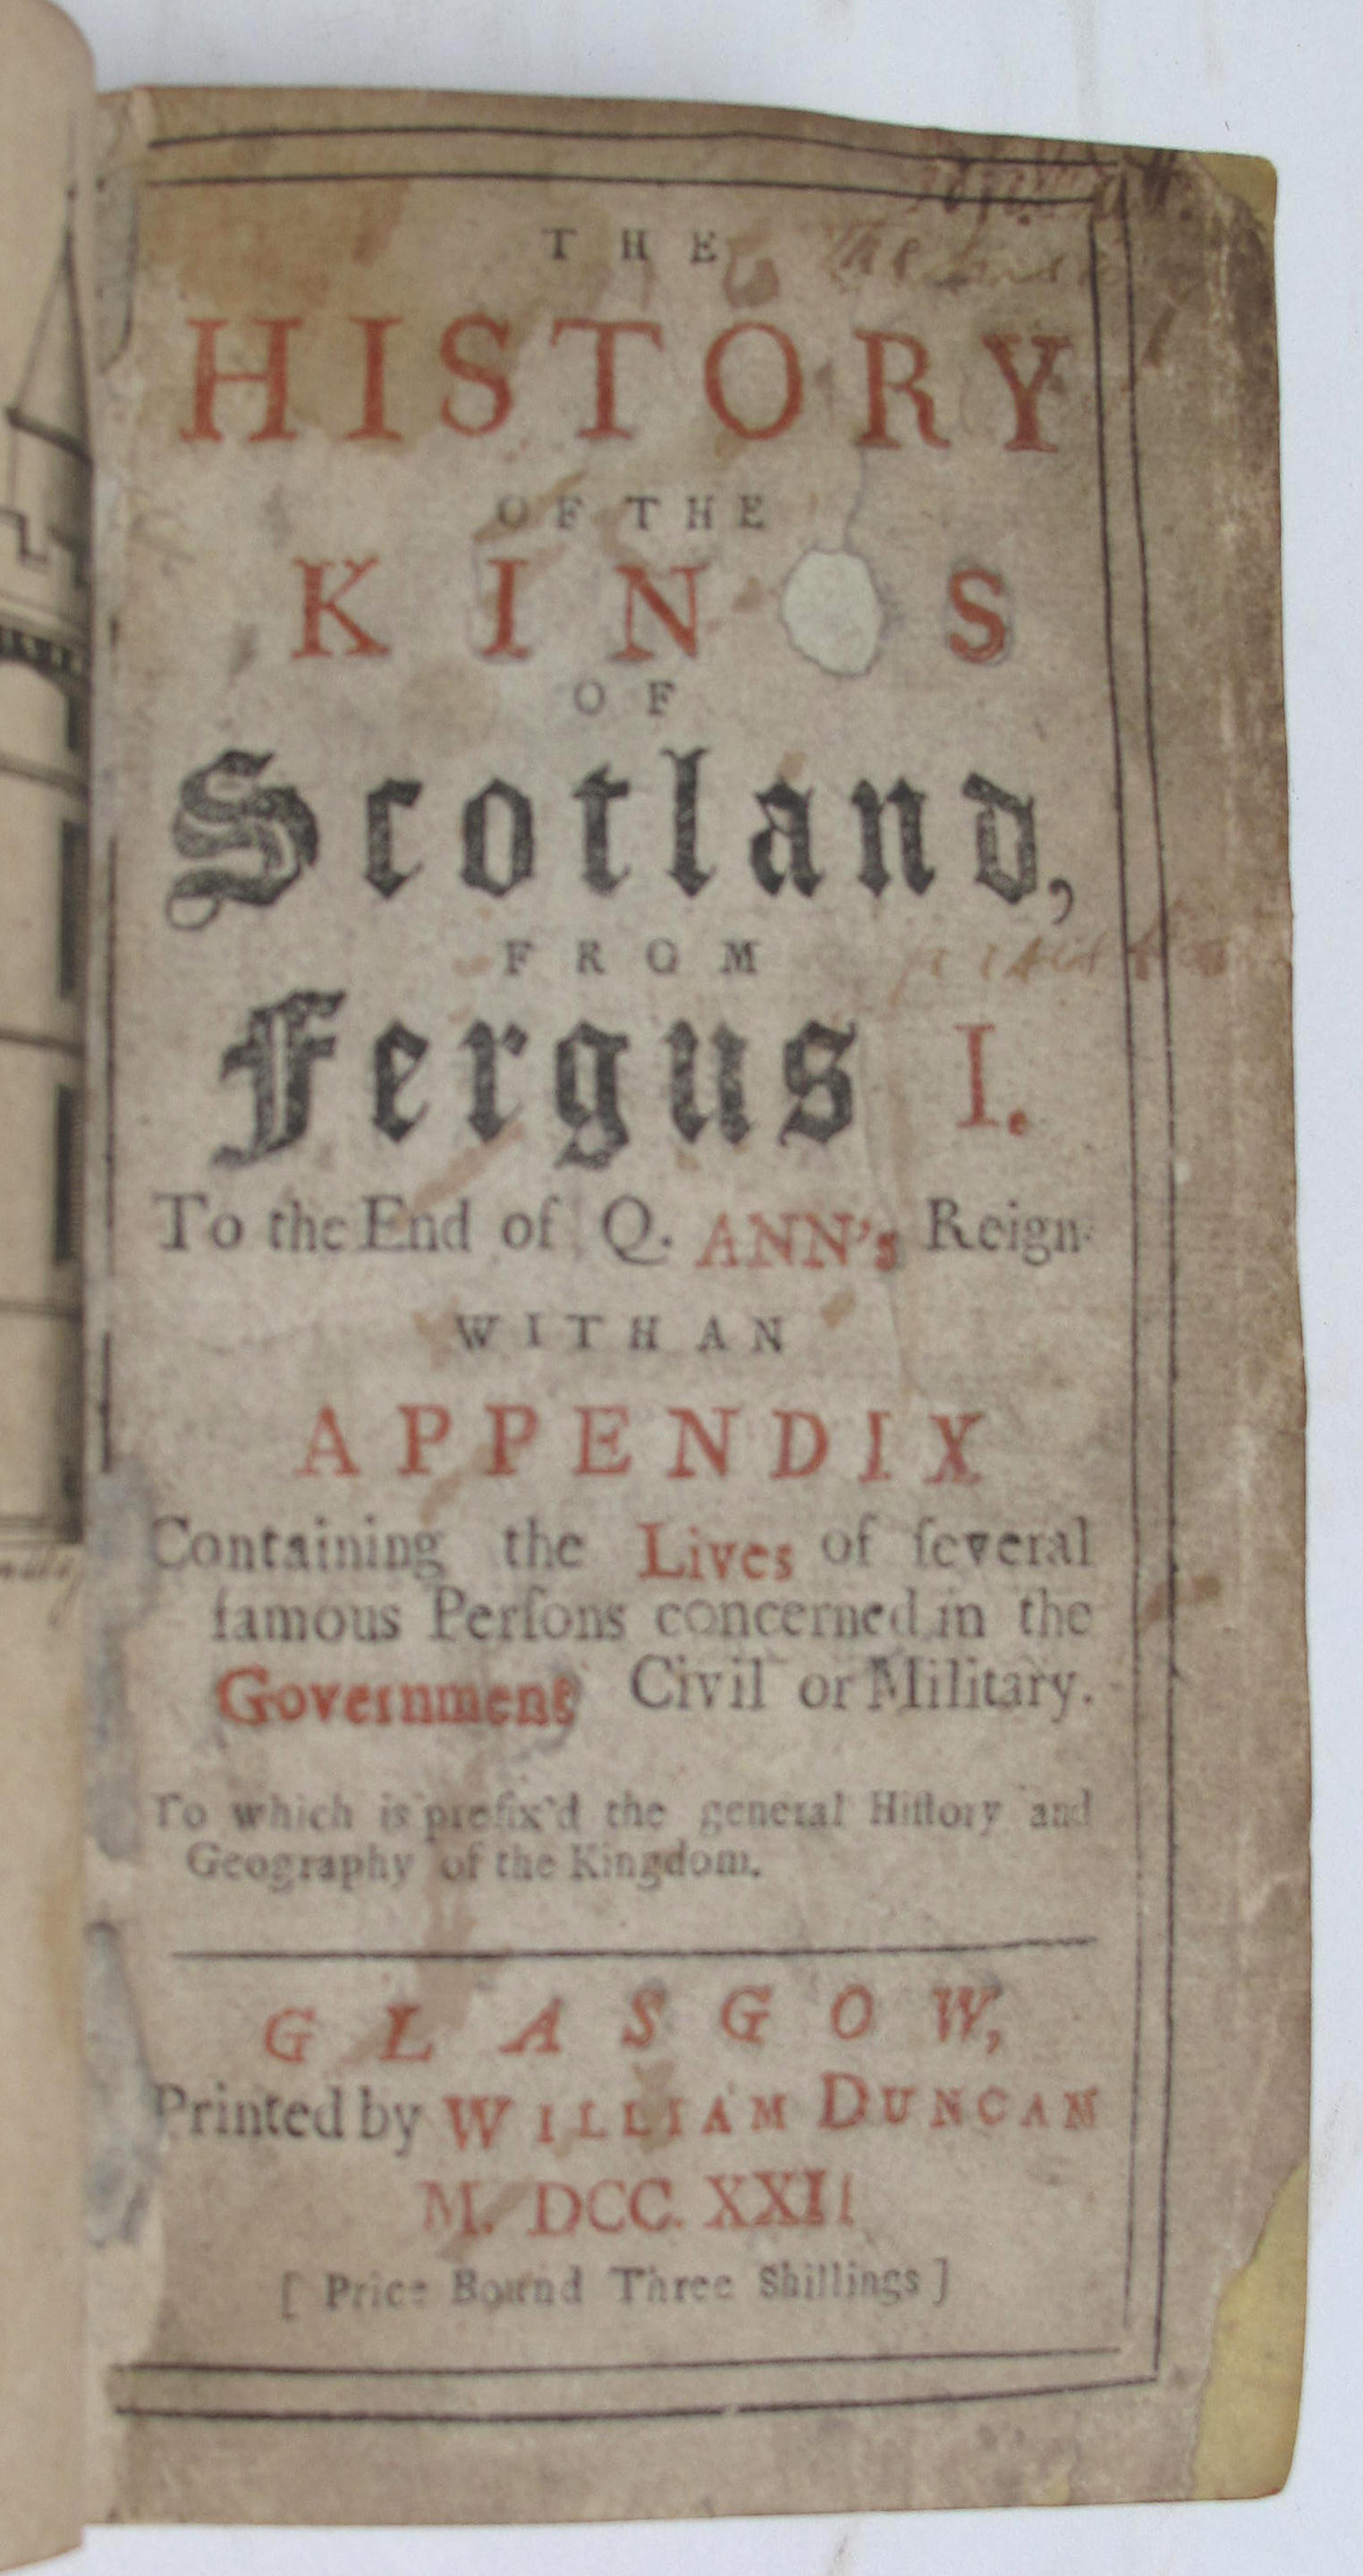 THE
HISTORY
OF THE
KIN S
OF
Scotland,
FROM
Fergus I.
To the End of Q. ANN's Reign.
WITH AN
APPENDIX
Containing the Lives of ſeveral
famous Perſons concerned in the
Government Civil or Military.
To which is prefix'd the general Hiſtory and
Geography of the Kingdom.
GLASGOW,
Printed by WILLIAM DUNCAN
M. DCC. XXII
[ Price Bound Three Shillings ]